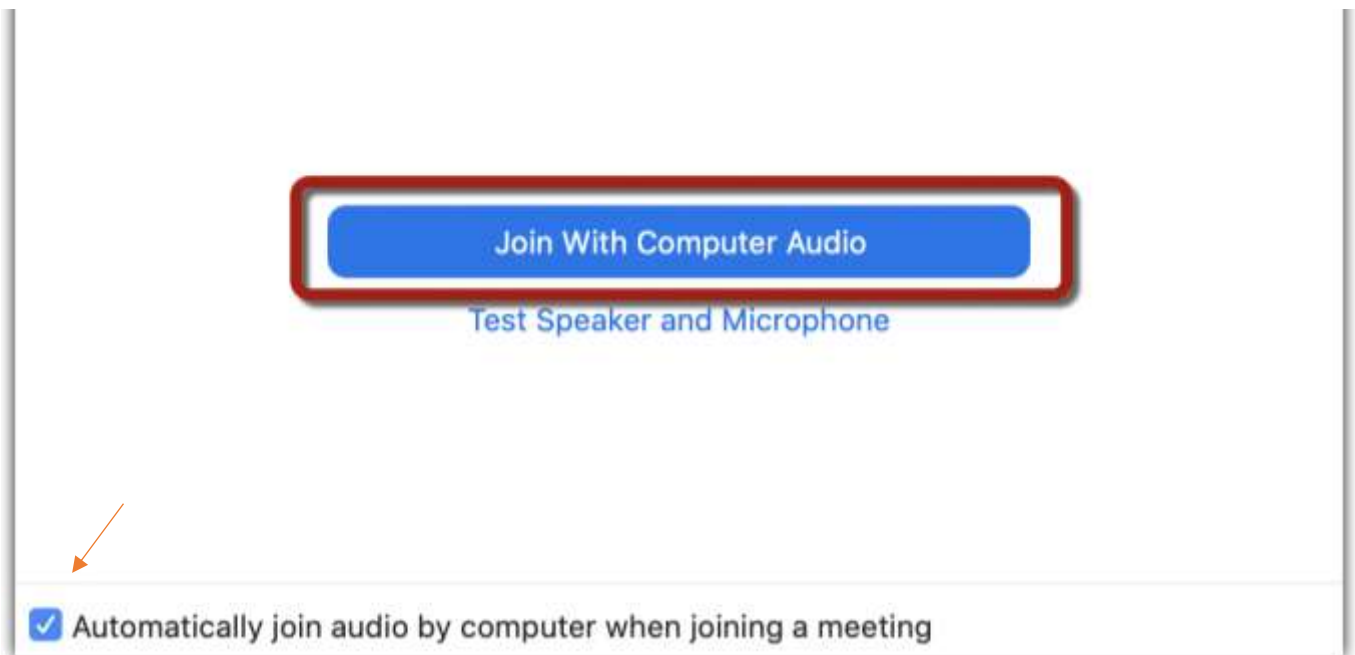 Join With Computer Audio
Test Speaker and Microphone
Automatically join audio by computer when joining a meeting